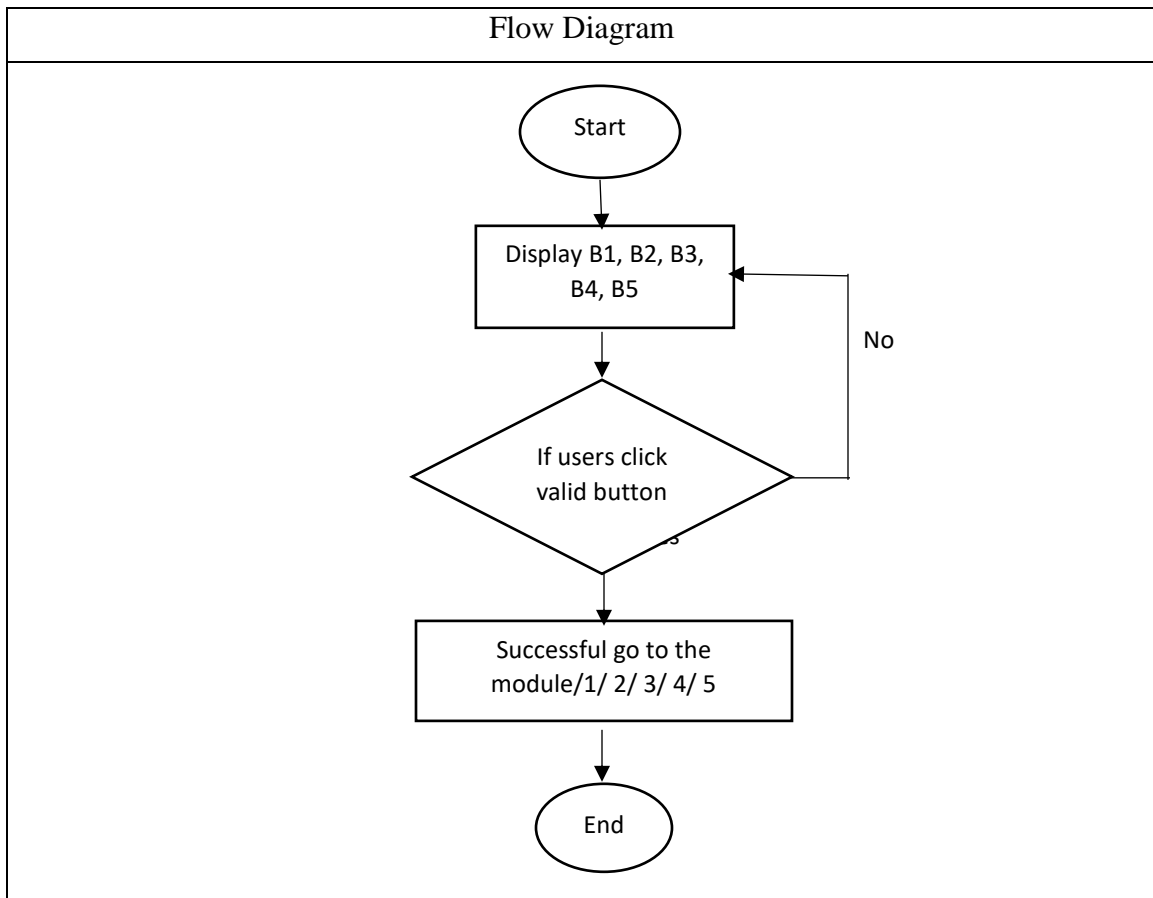 Flow Diagram
Start
Display B1, B2, B3,
B4, B5
No
If users click
valid button
Successful go to the
module/1/ 2/ 3/ 4/ 5
End